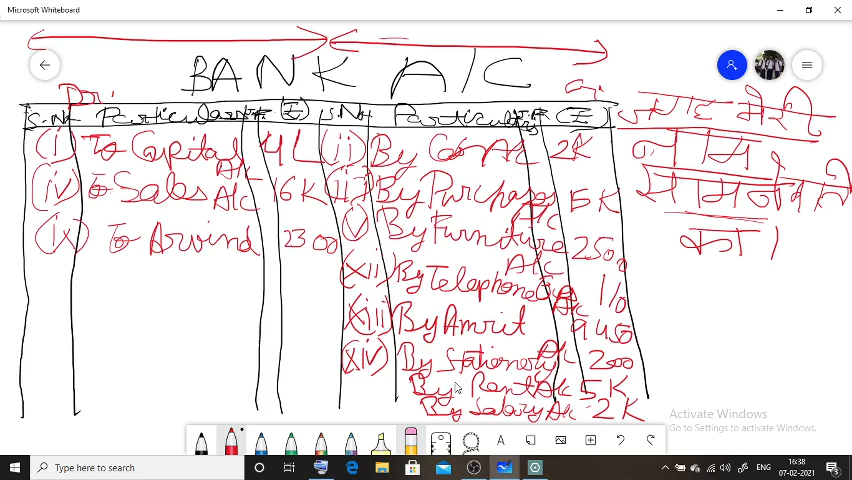 Microsoft Whiteboard
BANK A/C
Dr. Cr.
S.N. Particulars (₹) S.N. Particulars (₹)
(i) To Capital A/c 4L (ii) By Cash A/c 2K
(iv) To Sales A/c 16K (iii) By Purchases A/c 15K
(ix) To Arvind 2300 (v) By Furniture A/c 2500
(xii) By Telephone Exp A/c 110
(xiii) By Amrit 9450
(xiv) By Stationery A/c 200
By Rent A/c 5K
By Salary A/c 2K
का नाम
Activate Windows
Go to Settings to activate Windows.
Type here to search
ENG
16:38
07-02-2021